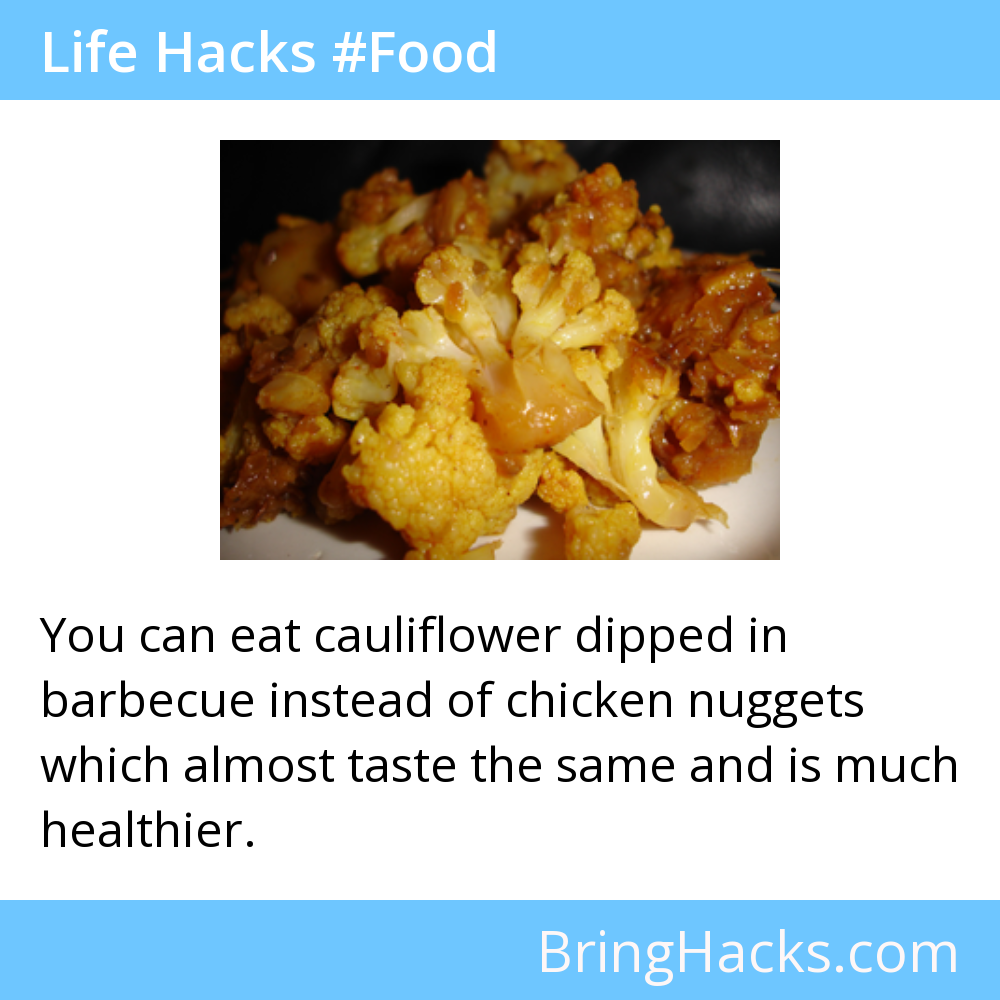 Life Hacks #Food
You can eat cauliflower dipped in
barbecue instead of chicken nuggets
which almost taste the same and is much
healthier.
BringHacks.com